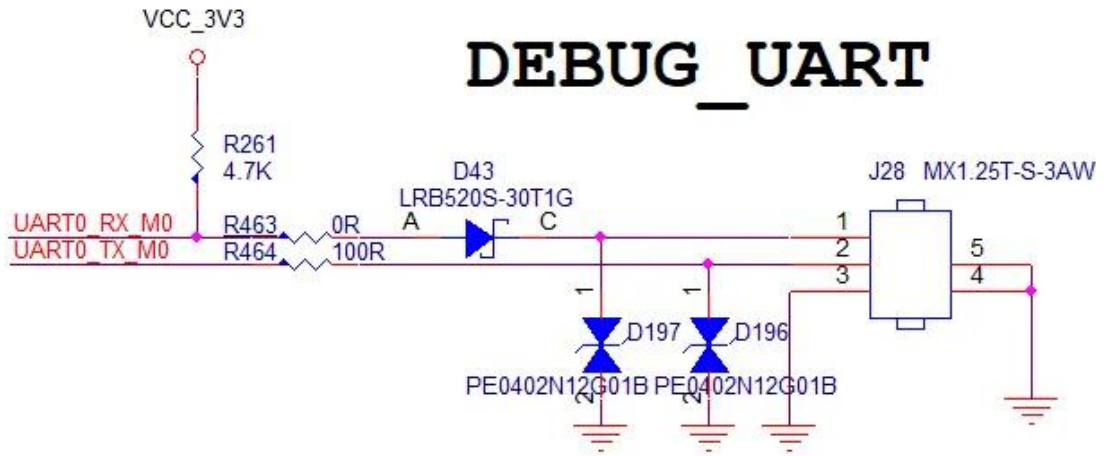 VCC_3V3
DEBUG_UART
R261
4.7K
D43
LRB520S-30T1G
J28 MX1.25T-S-3AW
UART0_RX_M0 R463 0R A C 1
UART0_TX_M0 R464 100R 2 5
3 4
1 1
D197 D196
PE0402N12G01B PE0402N12G01B
2 2